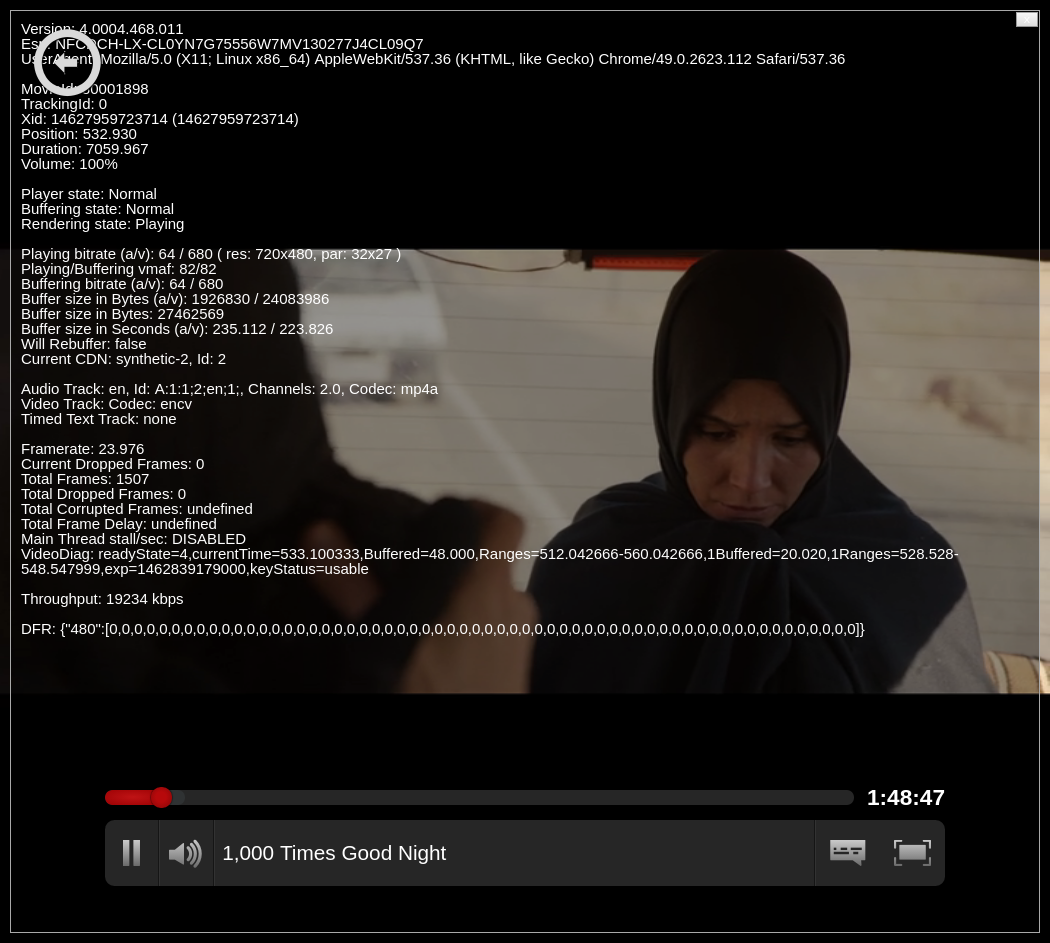 Version: 4.0004.468.011
Esn: NFCDCH-LX-CL0YN7G75556W7MV130277J4CL09Q7
UserAgent: Mozilla/5.0 (X11; Linux x86_64) AppleWebKit/537.36 (KHTML, like Gecko) Chrome/49.0.2623.112 Safari/537.36
MovieId: 80001898
TrackingId: 0
Xid: 14627959723714 (14627959723714)
Position: 532.930
Duration: 7059.967
Volume: 100%
Player state: Normal
Buffering state: Normal
Rendering state: Playing
Playing bitrate (a/v): 64 / 680 ( res: 720x480, par: 32x27 )
Playing/Buffering vmaf: 82/82
Buffering bitrate (a/v): 64 / 680
Buffer size in Bytes (a/v): 1926830 / 24083986
Buffer size in Bytes: 27462569
Buffer size in Seconds (a/v): 235.112 / 223.826
Will Rebuffer: false
Current CDN: synthetic-2, Id: 2
Audio Track: en, Id: A:1:1;2;en;1;, Channels: 2.0, Codec: mp4a
Video Track: Codec: encv
Timed Text Track: none
Framerate: 23.976
Current Dropped Frames: 0
Total Frames: 1507
Total Dropped Frames: 0
Total Corrupted Frames: undefined
Total Frame Delay: undefined
Main Thread stall/sec: DISABLED
VideoDiag: readyState=4,currentTime=533.100333,Buffered=48.000,Ranges=512.042666-560.042666,1Buffered=20.020,1Ranges=528.528-
548.547999,exp=1462839179000,keyStatus=usable
Throughput: 19234 kbps
DFR: {"480":[0,0,0,0,0,0,0,0,0,0,0,0,0,0,0,0,0,0,0,0,0,0,0,0,0,0,0,0,0,0,0,0,0,0,0,0,0,0,0,0,0,0,0,0,0,0,0,0,0,0,0,0,0,0,0,0,0,0,0,0]}
1:48:47
1,000 Times Good Night